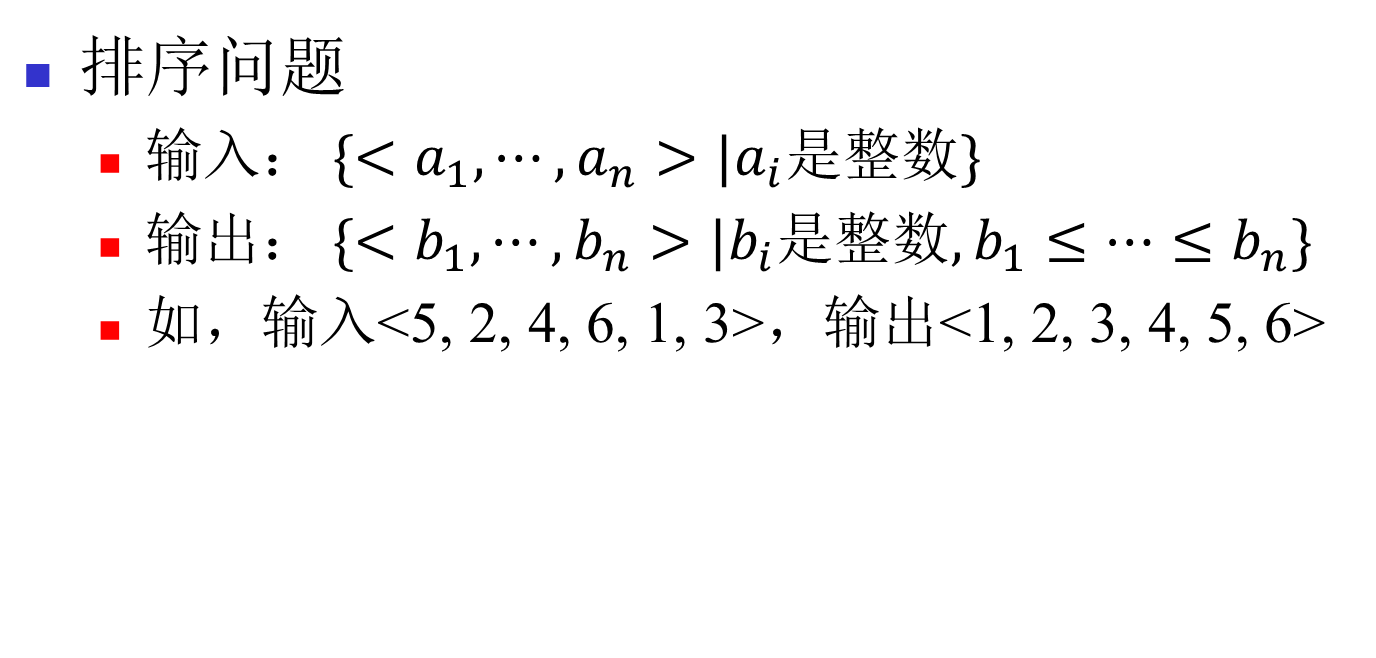 排序问题
输入： {< a₁, ⋯ , aₙ > |aᵢ是整数}
输出： {< b₁, ⋯ , bₙ > |bᵢ是整数, b₁ ≤ ⋯ ≤ bₙ}
如，输入<5, 2, 4, 6, 1, 3>，输出<1, 2, 3, 4, 5, 6>